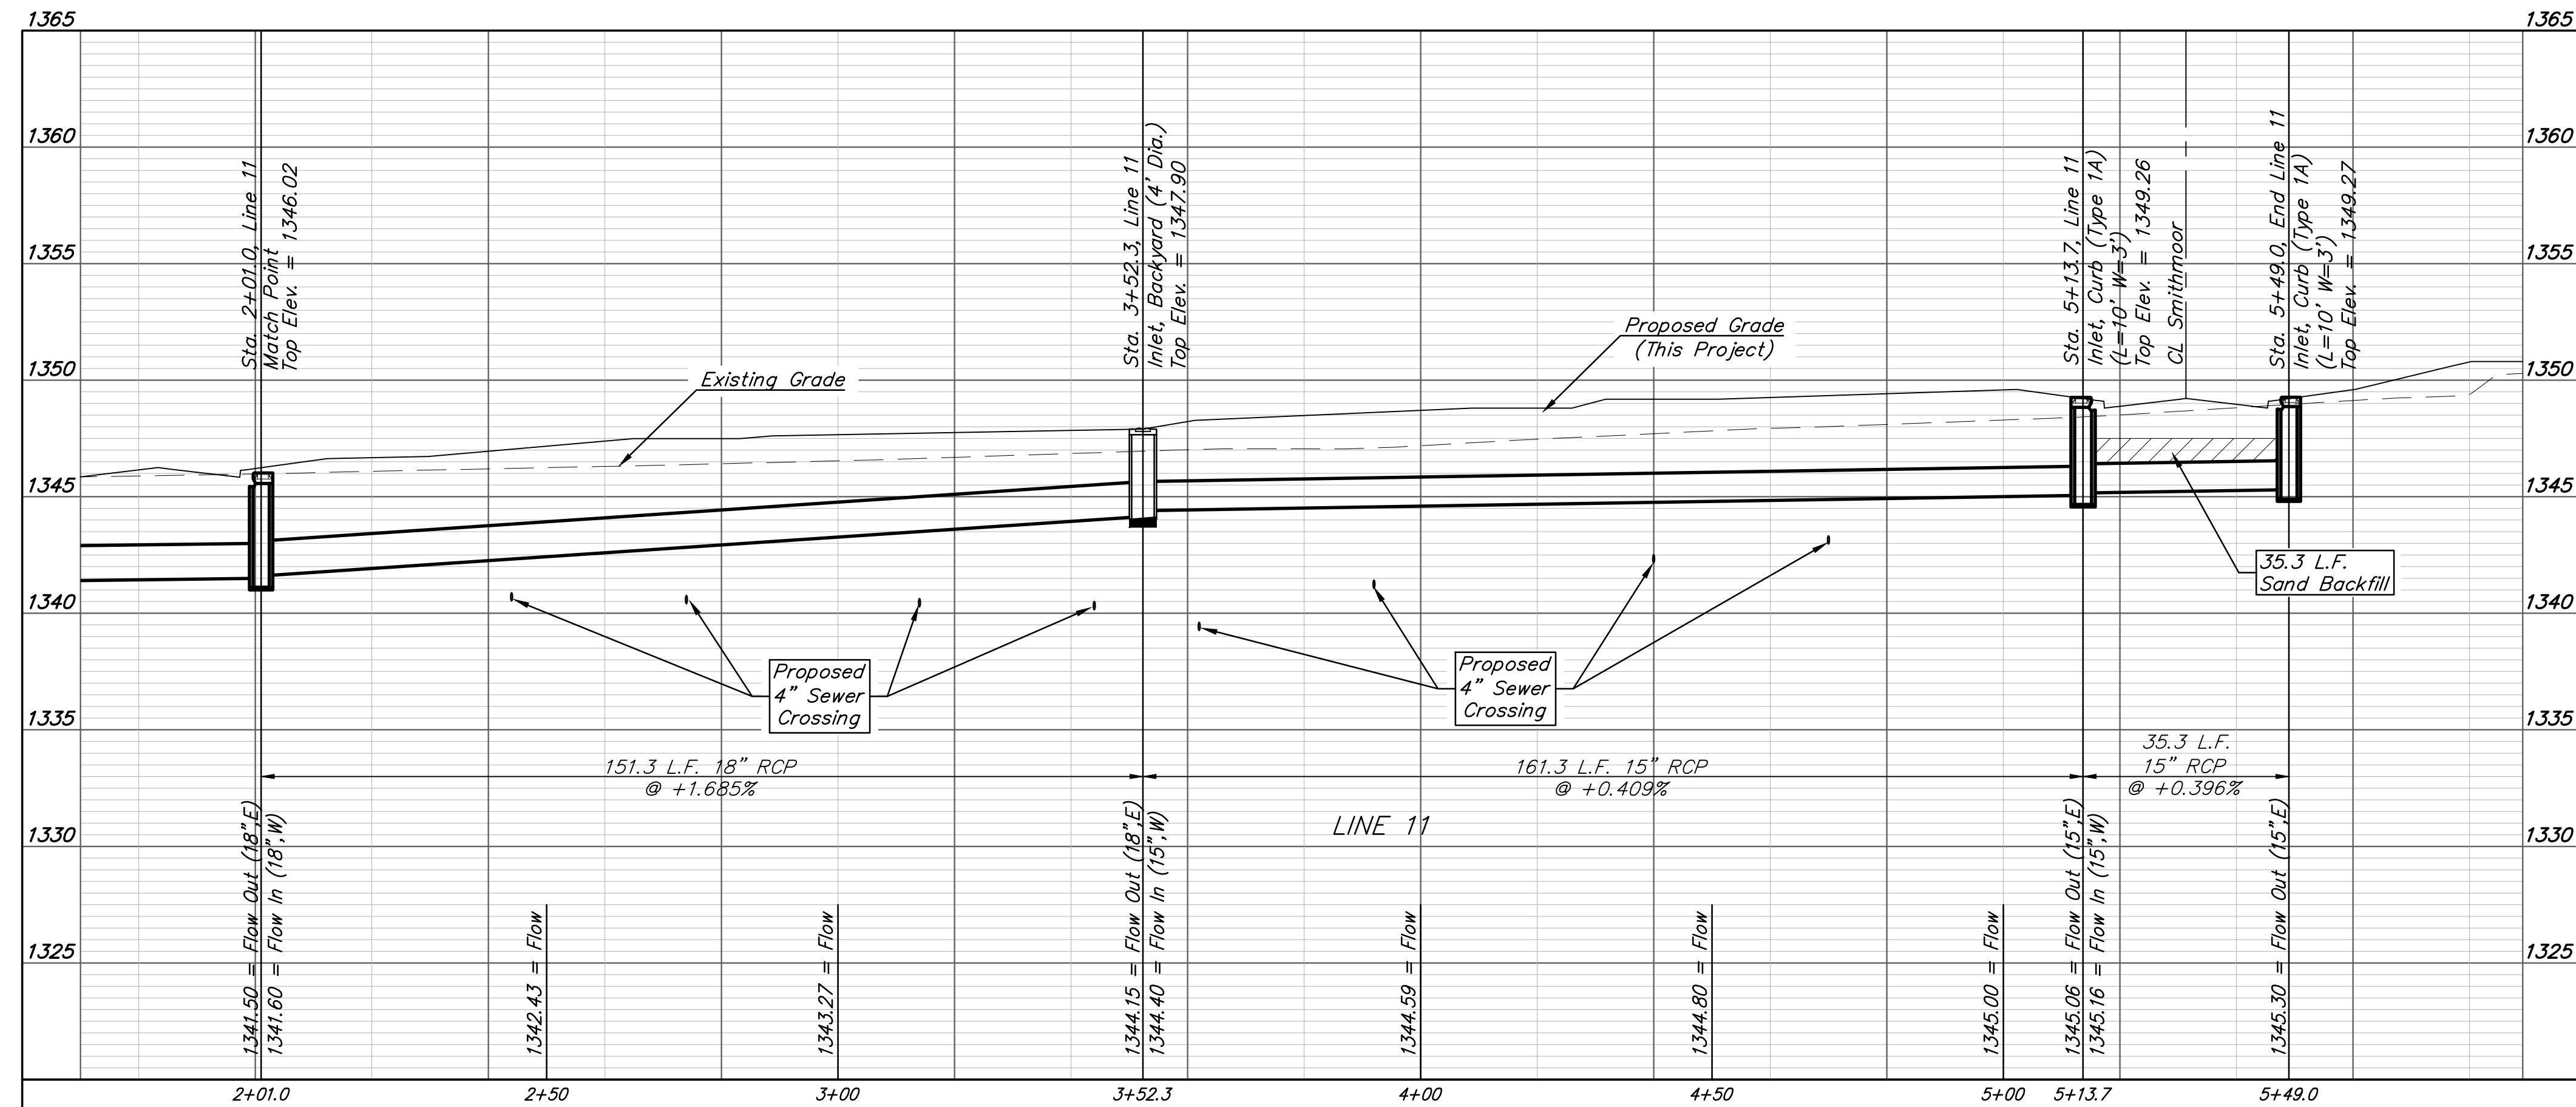 1365
1365
1360
1360
1355
1355
1350
1350
1345
1345
1340
1340
1335
1335
1330
1330
1325
1325
Sta. 2+01.0, Line 11
Match Point
Top Elev. = 1346.02
Sta. 3+52.3, Line 11
Inlet, Backyard (4' Dia.)
Top Elev. = 1347.90
Sta. 5+13.7, Line 11
Inlet, Curb (Type 1A)
(L=10' W=3')
Top Elev. = 1349.26
CL Smithmoor
Sta. 5+49.0, End Line 11
Inlet, Curb (Type 1A)
(L=10' W=3')
Top Elev. = 1349.27
Existing Grade
Proposed Grade
(This Project)
35.3 L.F.
Sand Backfill
Proposed
4" Sewer
Crossing
Proposed
4" Sewer
Crossing
151.3 L.F. 18" RCP
@ +1.685%
161.3 L.F. 15" RCP
@ +0.409%
35.3 L.F.
15" RCP
@ +0.396%
LINE 11
1341.50 = Flow Out (18",E)
1341.60 = Flow In (18",W)
1342.43 = Flow
1343.27 = Flow
1344.15 = Flow Out (18",E)
1344.40 = Flow In (15",W)
1344.59 = Flow
1344.80 = Flow
1345.00 = Flow
1345.06 = Flow Out (15",E)
1345.16 = Flow In (15",W)
1345.30 = Flow Out (15",E)
2+01.0
2+50
3+00
3+52.3
4+00
4+50
5+00
5+13.7
5+49.0